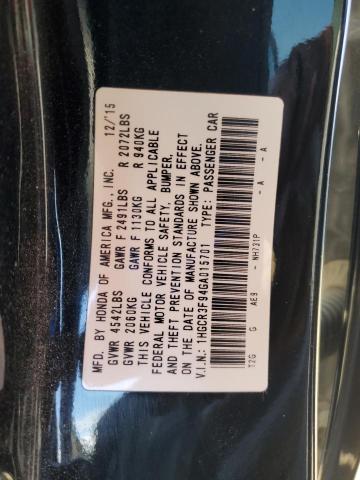 MFD. BY HONDA OF AMERICA MFG., INC. 12/'15
GVWR 4542LBS GAWR F 2491LBS R 2072LBS
GVWR 2060KG GAWR F 1130KG R 940KG
THIS VEHICLE CONFORMS TO ALL APPLICABLE
FEDERAL MOTOR VEHICLE SAFETY, BUMPER,
AND THEFT PREVENTION STANDARDS IN EFFECT
ON THE DATE OF MANUFACTURE SHOWN ABOVE.
V.I.N.: 1HGCR3F94GA015701 TYPE: PASSENGER CAR
T2G G AE9 - NH731P - A - A